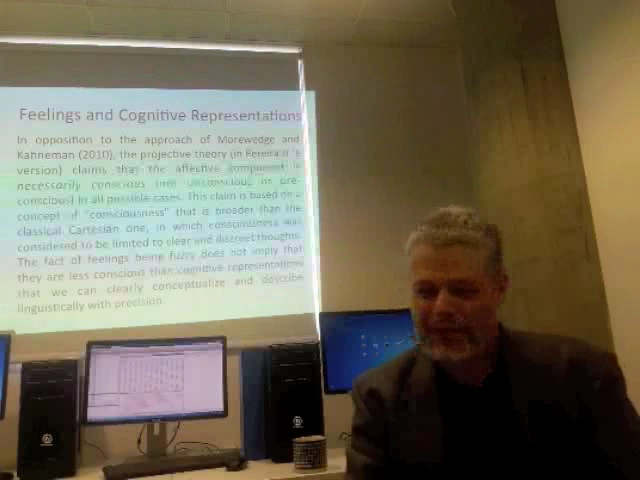 Feelings and Cognitive Representations
In opposition to the approach of Morewedge and
Kahneman (2010), the projective theory (in Pereira Jr.'s
version) claims that the affective component is
necessarily conscious (not unconscious, or pre-
conscious) in all possible cases. This claim is based on a
concept of "consciousness" that is broader than the
classical Cartesian one, in which consciousness was
considered to be limited to clear and discreet thoughts.
The fact of feelings being fuzzy does not imply that
they are less conscious than cognitive representations
that we can clearly conceptualize and describe
linguistically with precision.